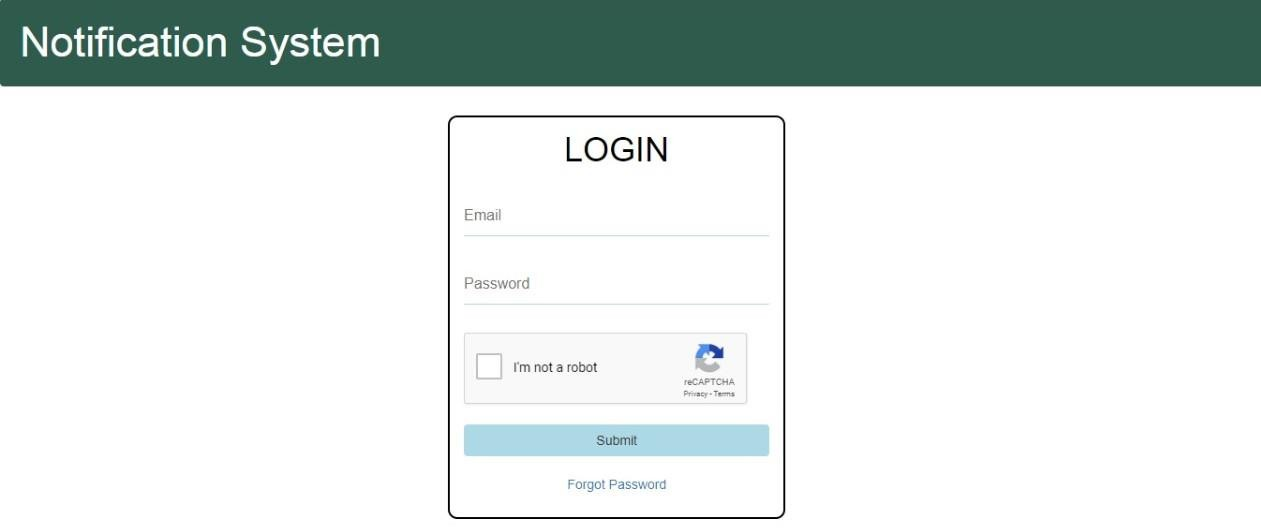 Notification System
LOGIN
Email
Password
I'm not a robot
reCAPTCHA
Privacy - Terms
Submit
Forgot Password